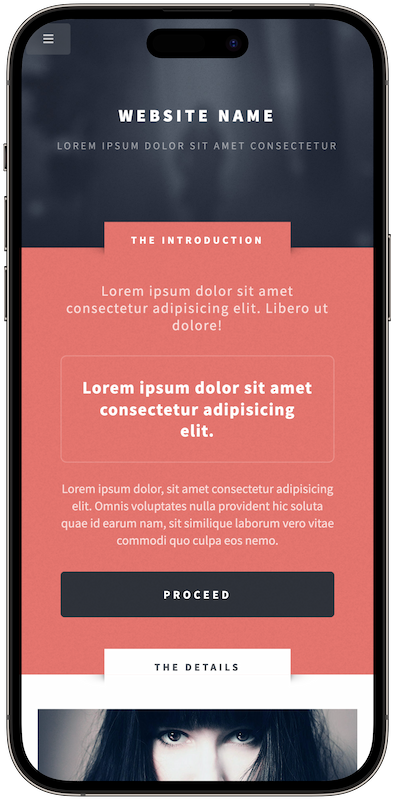 WEBSITE NAME
LOREM IPSUM DOLOR SIT AMET CONSECTETUR
THE INTRODUCTION
Lorem ipsum dolor sit amet
consectetur adipisicing elit. Libero ut
dolore!
Lorem ipsum dolor sit amet
consectetur adipisicing
elit.
Lorem ipsum dolor, sit amet consectetur adipisicing
elit. Omnis voluptates nulla provident hic soluta
quae id earum nam, sit similique laborum vero vitae
commodi quo culpa eos nemo.
PROCEED
THE DETAILS